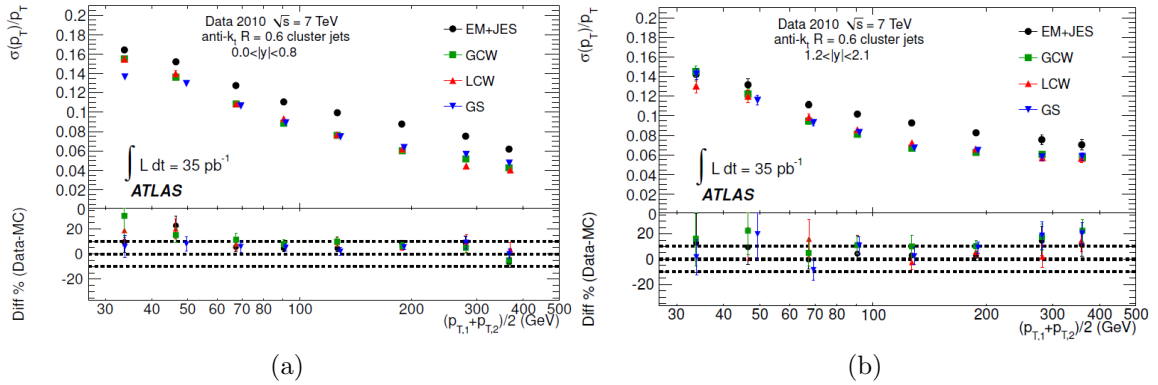 σ(p_T)/p_T
0.2
0.18
0.16
0.14
0.12
0.1
0.08
0.06
0.04
0.02
0
Data 2010 √s = 7 TeV
anti-k_t R = 0.6 cluster jets
0.0<|y|<0.8
EM+JES
GCW
LCW
GS
∫ L dt = 35 pb⁻¹
ATLAS
Diff % (Data-MC)
20
0
-20
30 40 50 60 70 80 100 200 300 400 500
(p_T,1+p_T,2)/2 (GeV)
(a)
σ(p_T)/p_T
0.2
0.18
0.16
0.14
0.12
0.1
0.08
0.06
0.04
0.02
0
Data 2010 √s = 7 TeV
anti-k_t R = 0.6 cluster jets
1.2<|y|<2.1
EM+JES
GCW
LCW
GS
∫ L dt = 35 pb⁻¹
ATLAS
Diff % (Data-MC)
20
0
-20
30 40 50 60 70 80 100 200 300 400 500
(p_T,1+p_T,2)/2 (GeV)
(b)